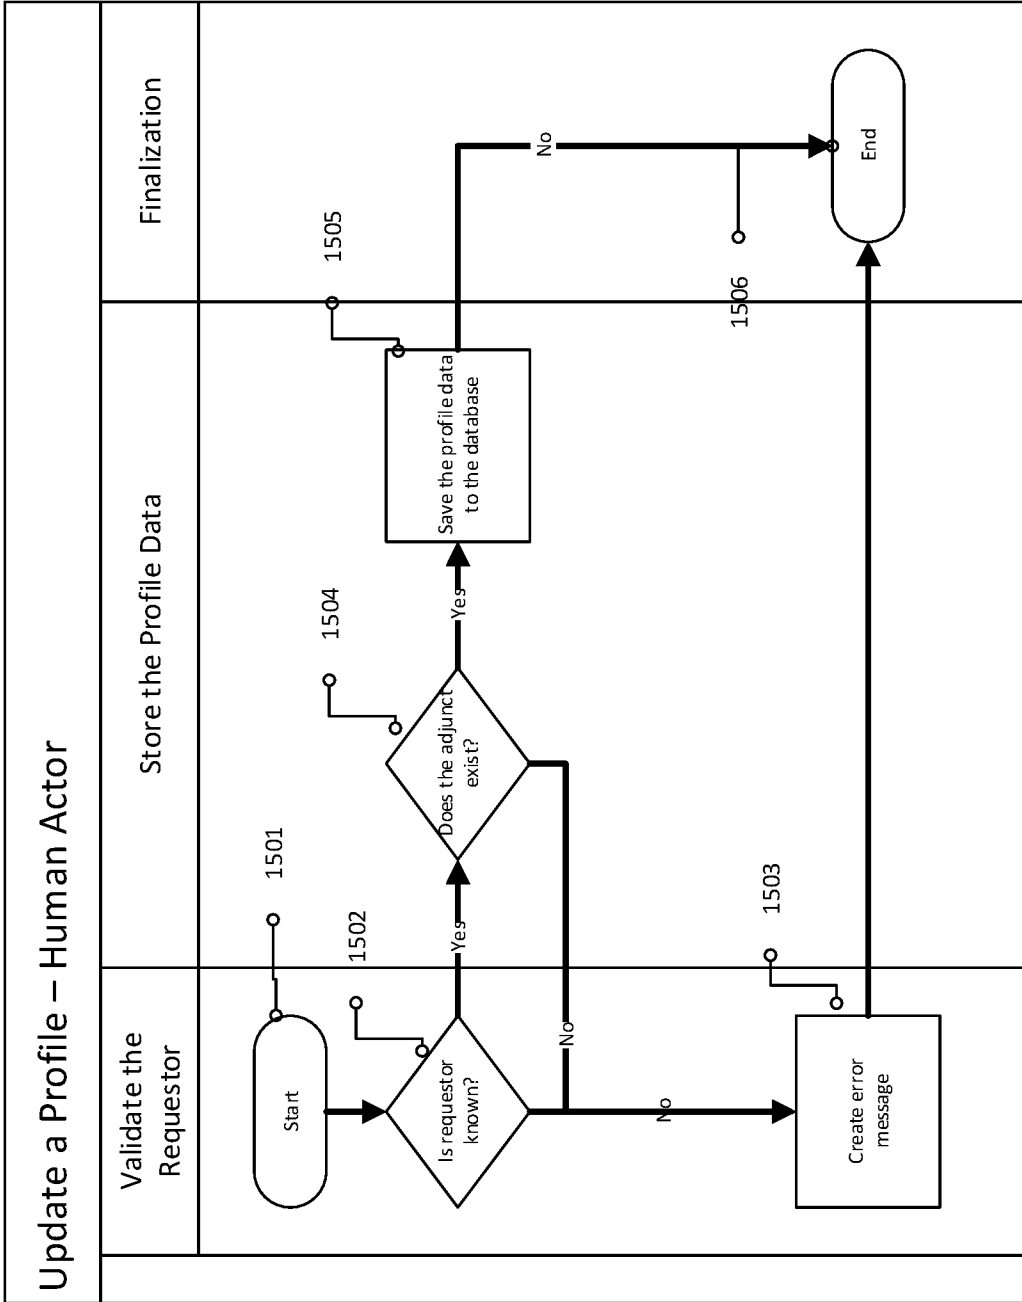 Update a Profile – Human Actor
Validate the
Requestor
Store the Profile Data
Finalization
Start
1501
Is requestor
known?
1502
Yes
Does the adjunct
exist?
1504
Yes
Save the profile data
to the database
1505
No
No
No
Create error
message
1503
1506
End